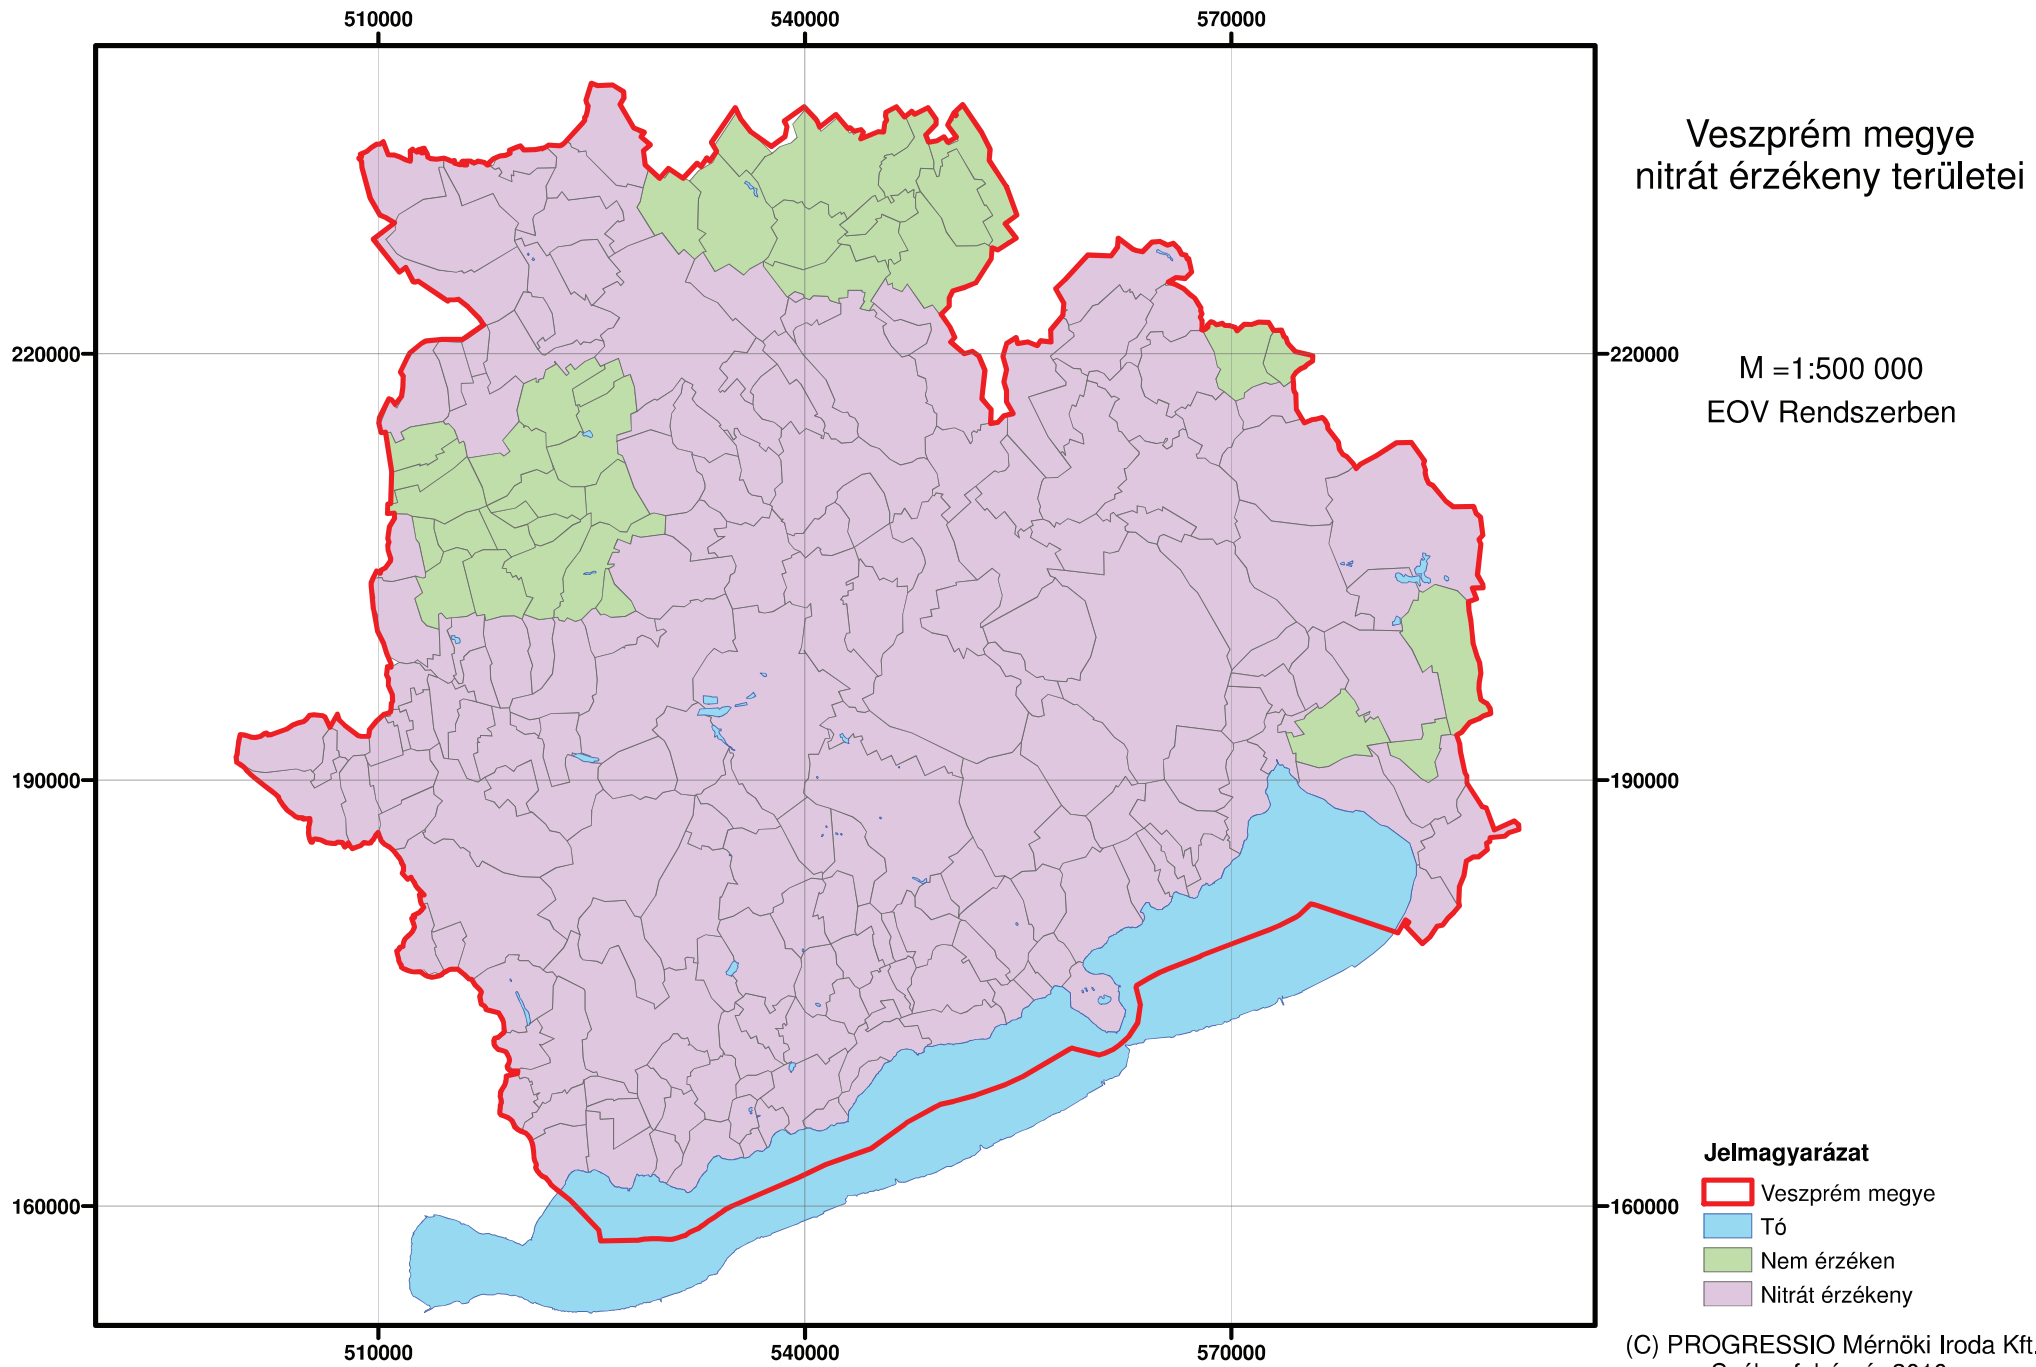 510000 540000 570000
Veszprém megye
nitrát érzékeny területei
220000 220000
M =1:500 000
EOV Rendszerben
190000 190000
Jelmagyarázat
Veszprém megye
160000 160000
Tó
Nem érzéken
Nitrát érzékeny
510000 540000 570000
(C) PROGRESSIO Mérnöki Iroda Kft.